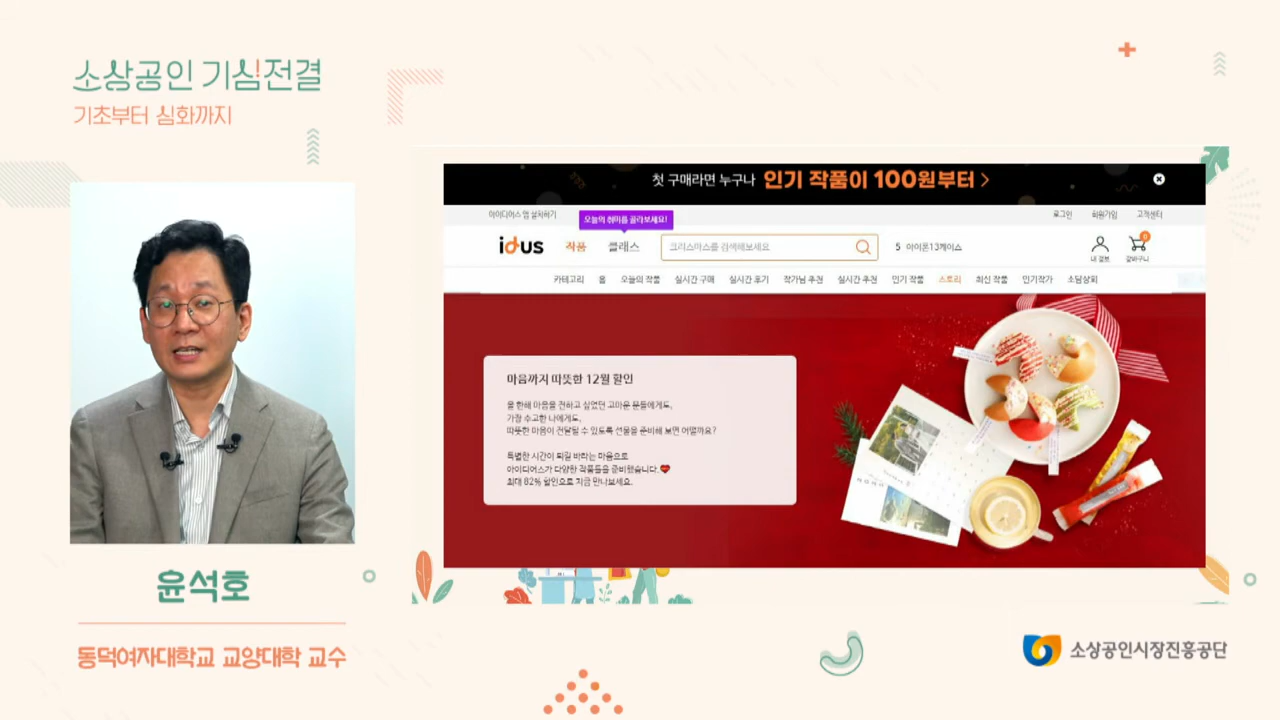 소상공인 기심!전결
기초부터 심화까지
첫 구매라면 누구나 인기 작품이 100원부터 >
아이디어스 앱 설치하기
오늘의 취미를 골라보세요!
로그인 회원가입 고객센터
idus 작품 클래스 크리스마스를 검색해보세요 5 아이폰13케이스
0
내 정보 장바구니
카테고리 홈 오늘의 작품 실시간 구매 실시간 후기 작가님 추천 실시간 추천 인기 작품 스토리 최신 작품 인기작가 소담상회
마음까지 따뜻한 12월 할인
올 한해 마음을 전하고 싶었던 고마운 분들에게도,
가장 수고한 나에게도,
따뜻한 마음이 전달될 수 있도록 선물을 준비해 보면 어떨까요?
특별한 시간이 되길 바라는 마음으로
아이디어스가 다양한 작품들을 준비했습니다.
최대 82% 할인으로 지금 만나보세요.
윤석호
동덕여자대학교 교양대학 교수
소상공인시장진흥공단